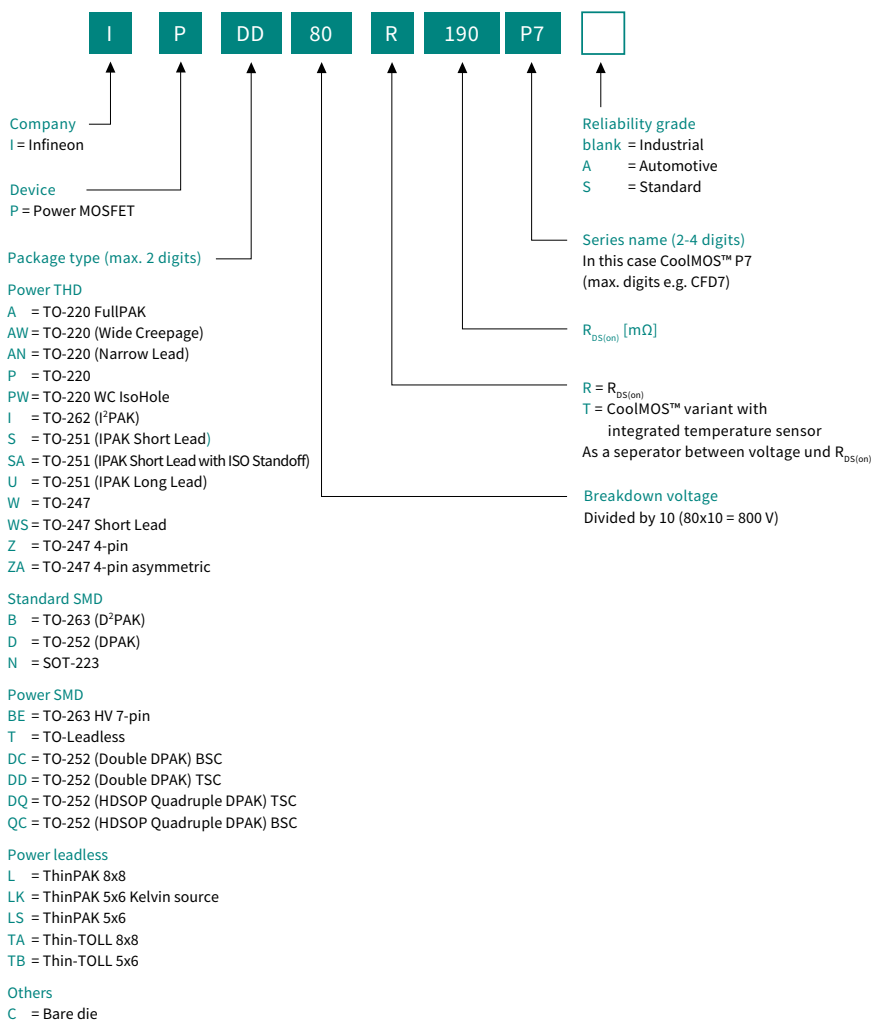 I P DD 80 R 190 P7
Company
I = Infineon
Device
P = Power MOSFET
Package type (max. 2 digits)
Power THD
A = TO-220 FullPAK
AW = TO-220 (Wide Creepage)
AN = TO-220 (Narrow Lead)
P = TO-220
PW = TO-220 WC IsoHole
I = TO-262 (I²PAK)
S = TO-251 (IPAK Short Lead)
SA = TO-251 (IPAK Short Lead with ISO Standoff)
U = TO-251 (IPAK Long Lead)
W = TO-247
WS = TO-247 Short Lead
Z = TO-247 4-pin
ZA = TO-247 4-pin asymmetric
Standard SMD
B = TO-263 (D²PAK)
D = TO-252 (DPAK)
N = SOT-223
Power SMD
BE = TO-263 HV 7-pin
T = TO-Leadless
DC = TO-252 (Double DPAK) BSC
DD = TO-252 (Double DPAK) TSC
DQ = TO-252 (HDSOP Quadruple DPAK) TSC
QC = TO-252 (HDSOP Quadruple DPAK) BSC
Power leadless
L = ThinPAK 8x8
LK = ThinPAK 5x6 Kelvin source
LS = ThinPAK 5x6
TA = Thin-TOLL 8x8
TB = Thin-TOLL 5x6
Others
C = Bare die
Reliability grade
blank = Industrial
A = Automotive
S = Standard
Series name (2-4 digits)
In this case CoolMOS™ P7
(max. digits e.g. CFD7)
RDS(on) [mΩ]
R = RDS(on)
T = CoolMOS™ variant with
integrated temperature sensor
As a seperator between voltage und RDS(on)
Breakdown voltage
Divided by 10 (80x10 = 800 V)